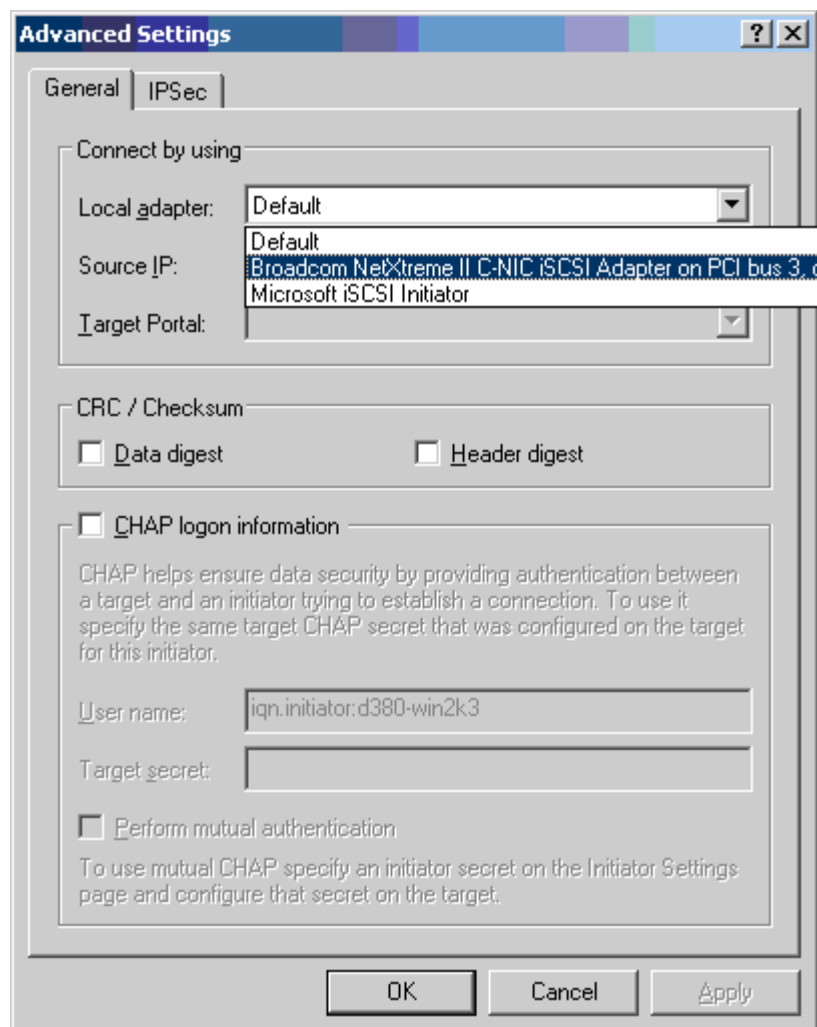 Advanced Settings
General
IPSec
Connect by using
Local adapter:
Default
Default
Broadcom NetXtreme II C-NIC iSCSI Adapter on PCI bus 3,
Microsoft iSCSI Initiator
Source IP:
Target Portal:
CRC / Checksum
Data digest
Header digest
CHAP logon information
CHAP helps ensure data security by providing authentication between
a target and an initiator trying to establish a connection. To use it
specify the same target CHAP secret that was configured on the target
for this initiator.
User name:
iqn.initiator:d380-win2k3
Target secret:
Perform mutual authentication
To use mutual CHAP specify an initiator secret on the Initiator Settings
page and configure that secret on the target.
OK
Cancel
Apply